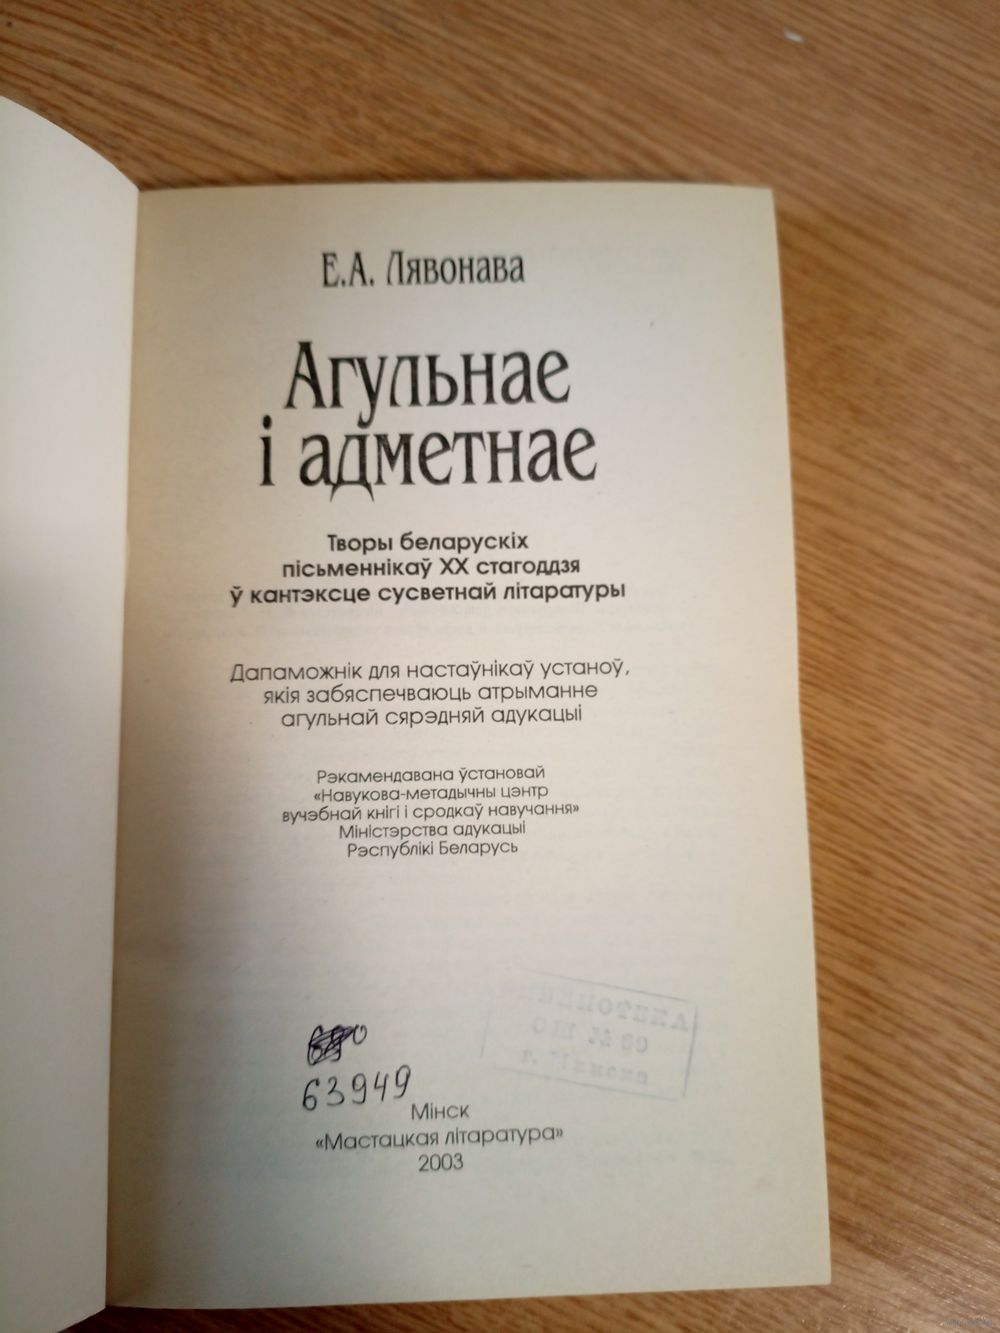 Е.А. Лявонава
Агульнае
і адметнае
Творы беларускіх
пісьменнікаў XX стагоддзя
ў кантэксце сусветнай літаратуры
Дапаможнік для настаўнікаў устаноў,
якія забяспечваюць атрыманне
агульнай сярэдняй адукацыі
Рэкамендавана ўстановай
«Навукова-метадычны цэнтр
вучэбнай кнігі і сродкаў навучання»
Міністэрства адукацыі
Рэспублікі Беларусь
63949
Мінск
«Мастацкая літаратура»
2003